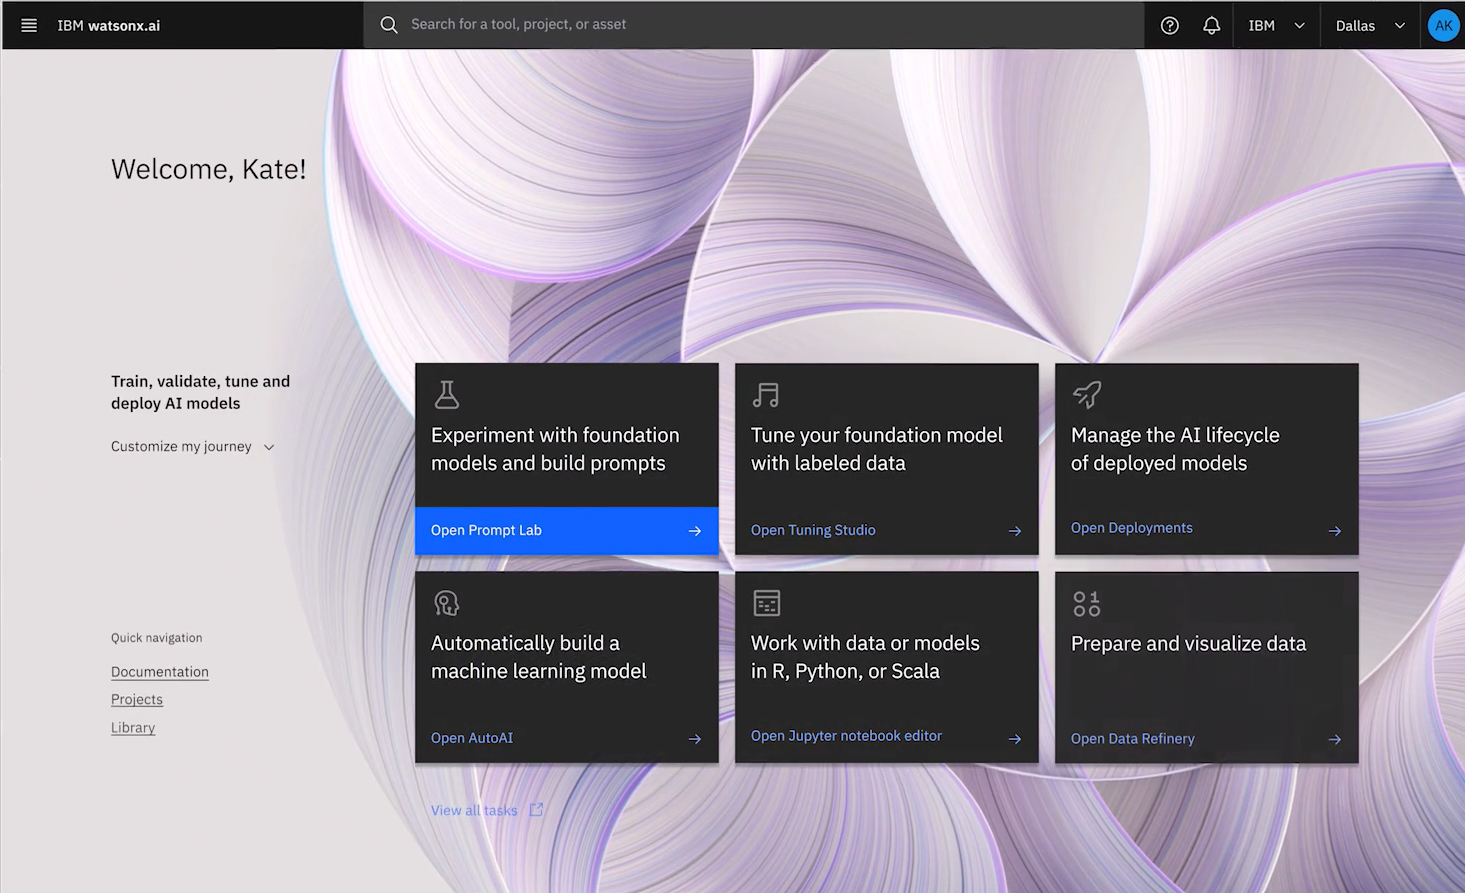 IBM watsonx.ai
Search for a tool, project, or asset
IBM
Dallas
AK
Welcome, Kate!
Train, validate, tune and
deploy AI models
Customize my journey
Quick navigation
Documentation
Projects
Library
Experiment with foundation
models and build prompts
Open Prompt Lab
Tune your foundation model
with labeled data
Open Tuning Studio
Manage the AI lifecycle
of deployed models
Open Deployments
Automatically build a
machine learning model
Open AutoAI
Work with data or models
in R, Python, or Scala
Open Jupyter notebook editor
Prepare and visualize data
Open Data Refinery
View all tasks